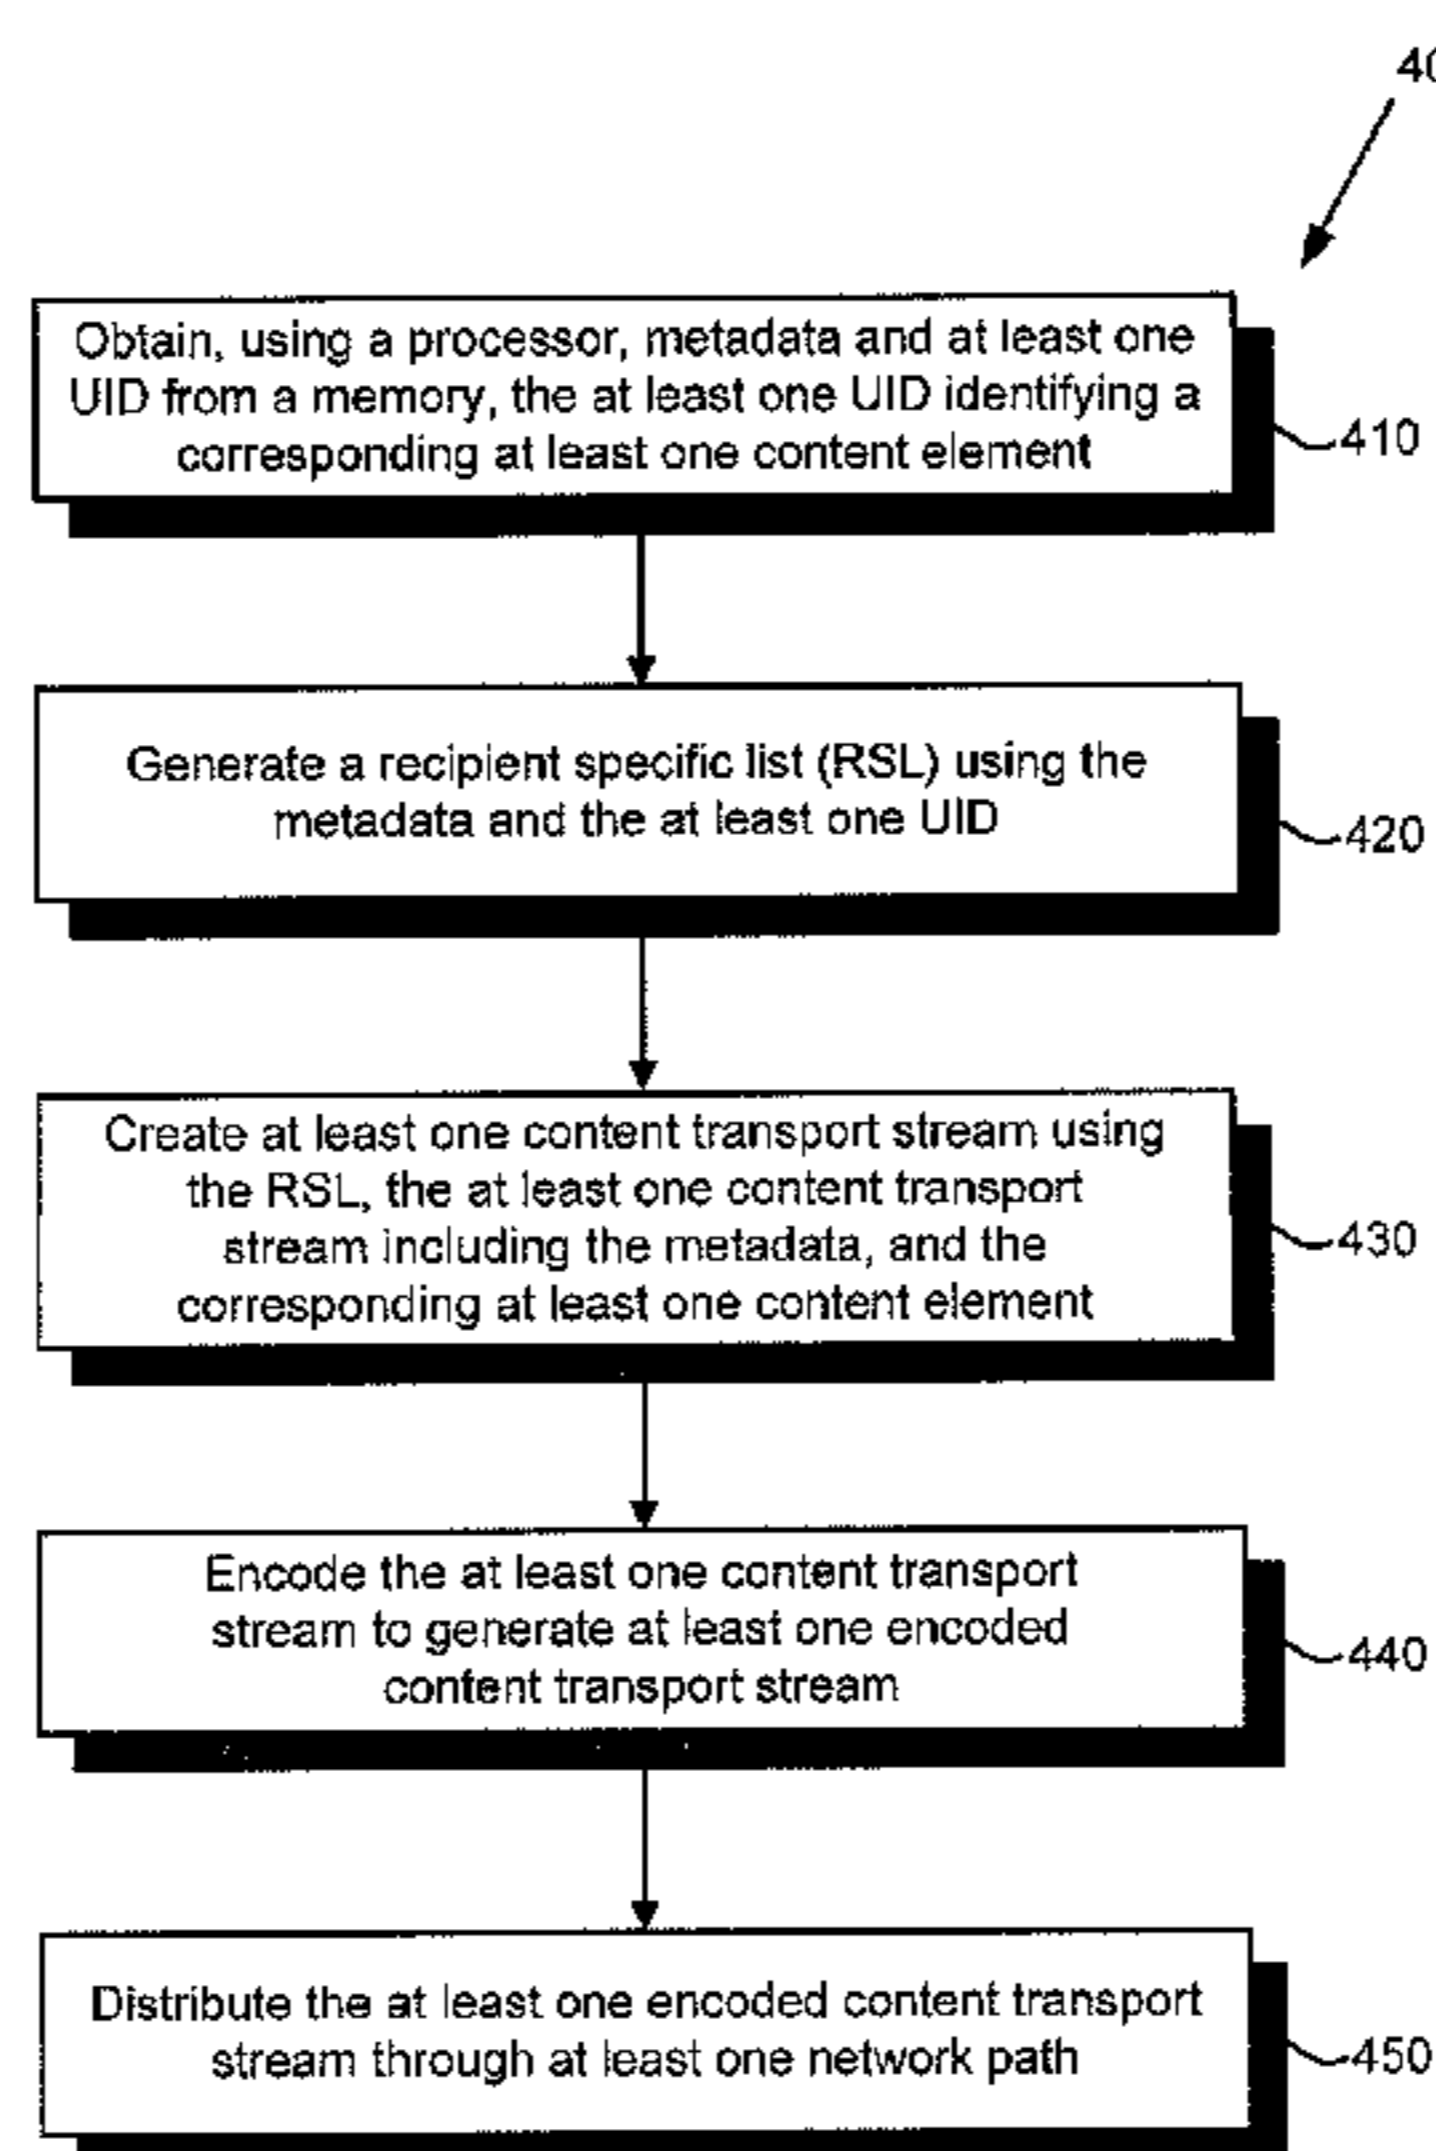 Obtain, using a processor, metadata and at least one
UID from a memory, the at least one UID identifying a
corresponding at least one content element
410
Generate a recipient specific list (RSL) using the
metadata and the at least one UID
420
Create at least one content transport stream using
the RSL, the at least one content transport
stream including the metadata, and the
corresponding at least one content element
430
Encode the at least one content transport
stream to generate at least one encoded
content transport stream
440
Distribute the at least one encoded content transport
stream through at least one network path
450